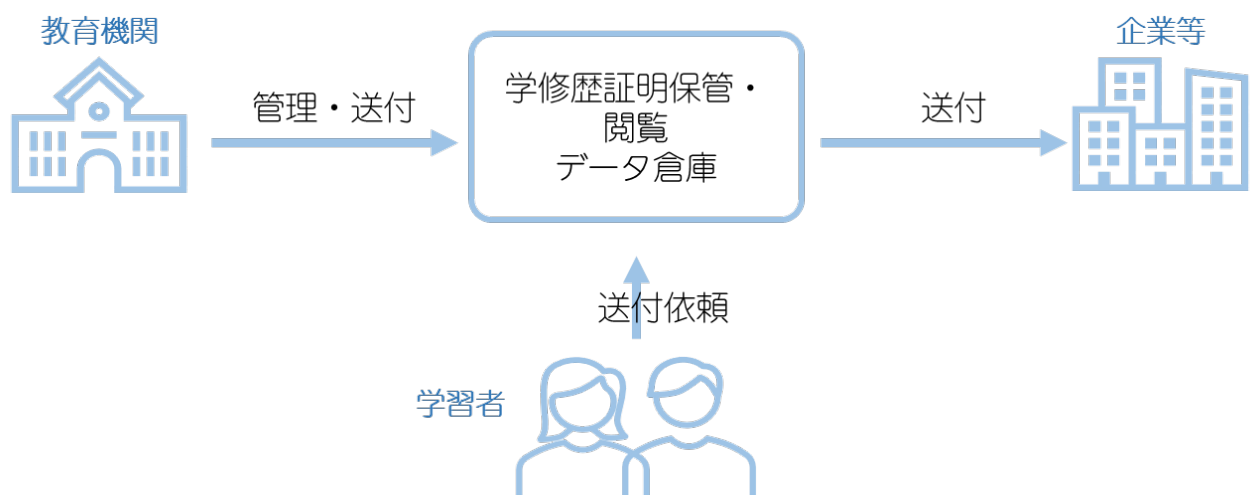 教育機関
企業等
管理・送付
学修歴証明保管・
閲覧
データ倉庫
送付
送付依頼
学習者